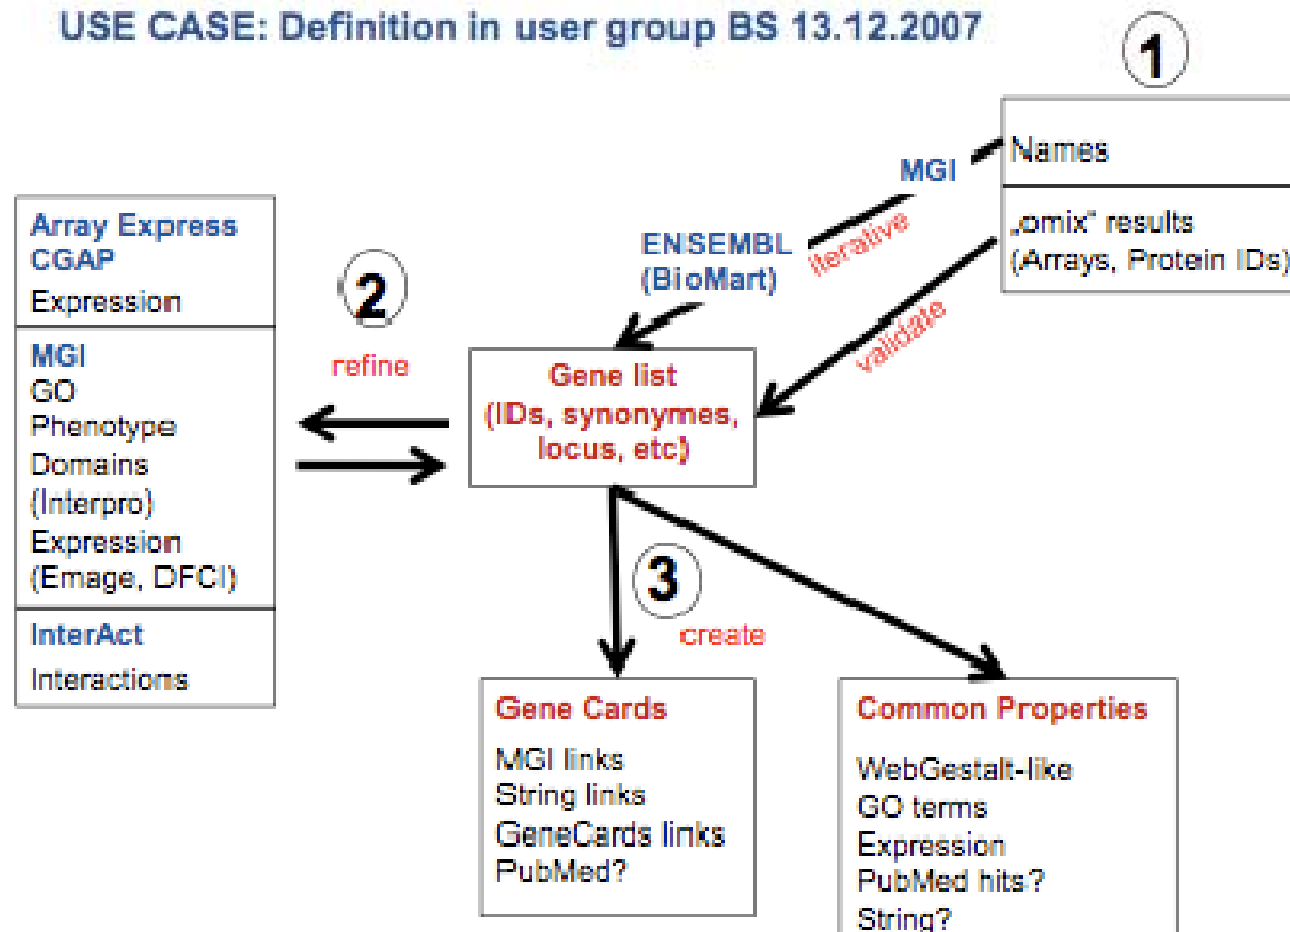 USE CASE: Definition in user group BS 13.12.2007
1
Names
„omix“ results
(Arrays, Protein IDs)
MGI
iterative
ENSEMBL
(BioMart)
validate
Array Express
CGAP
Expression
MGI
GO
Phenotype
Domains
(Interpro)
Expression
(Emage, DFCI)
InterAct
Interactions
2
refine
Gene list
(IDs, synonymes,
locus, etc)
3
create
Gene Cards
MGI links
String links
GeneCards links
PubMed?
Common Properties
WebGestalt-like
GO terms
Expression
PubMed hits?
String?